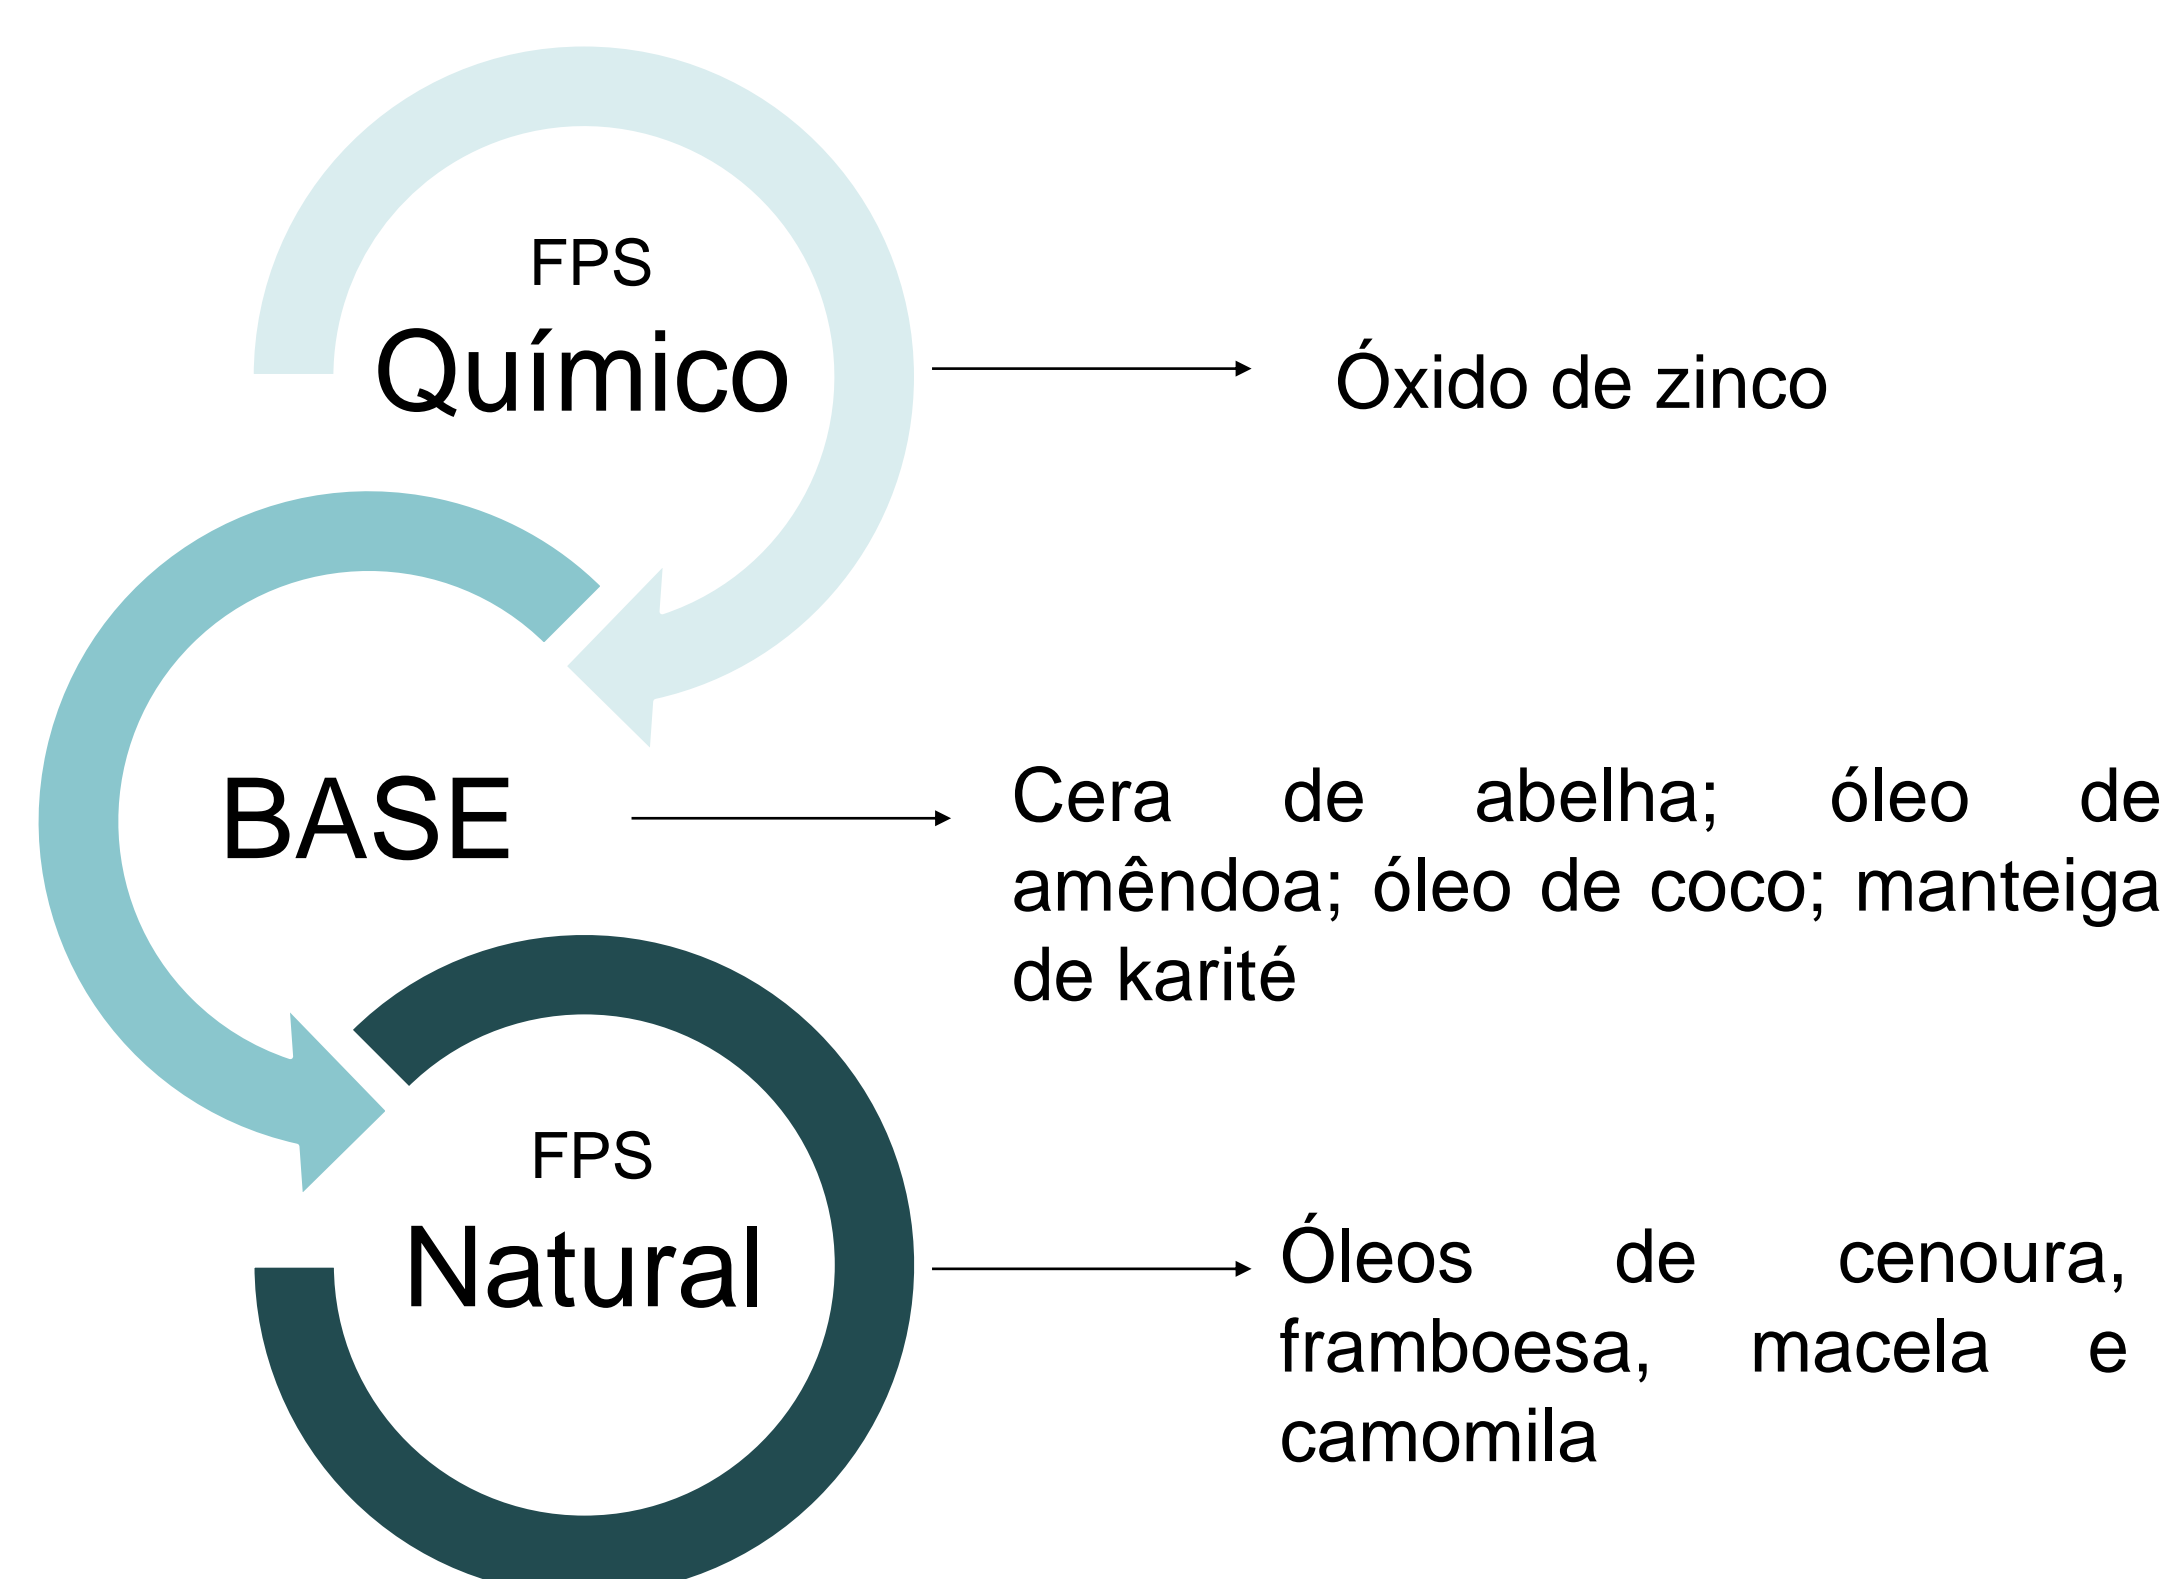 FPS
Químico
Óxido de zinco
BASE
Cera de abelha; óleo de
amêndoa; óleo de coco; manteiga
de karité
FPS
Natural
Óleos de cenoura,
framboesa, macela e
camomila